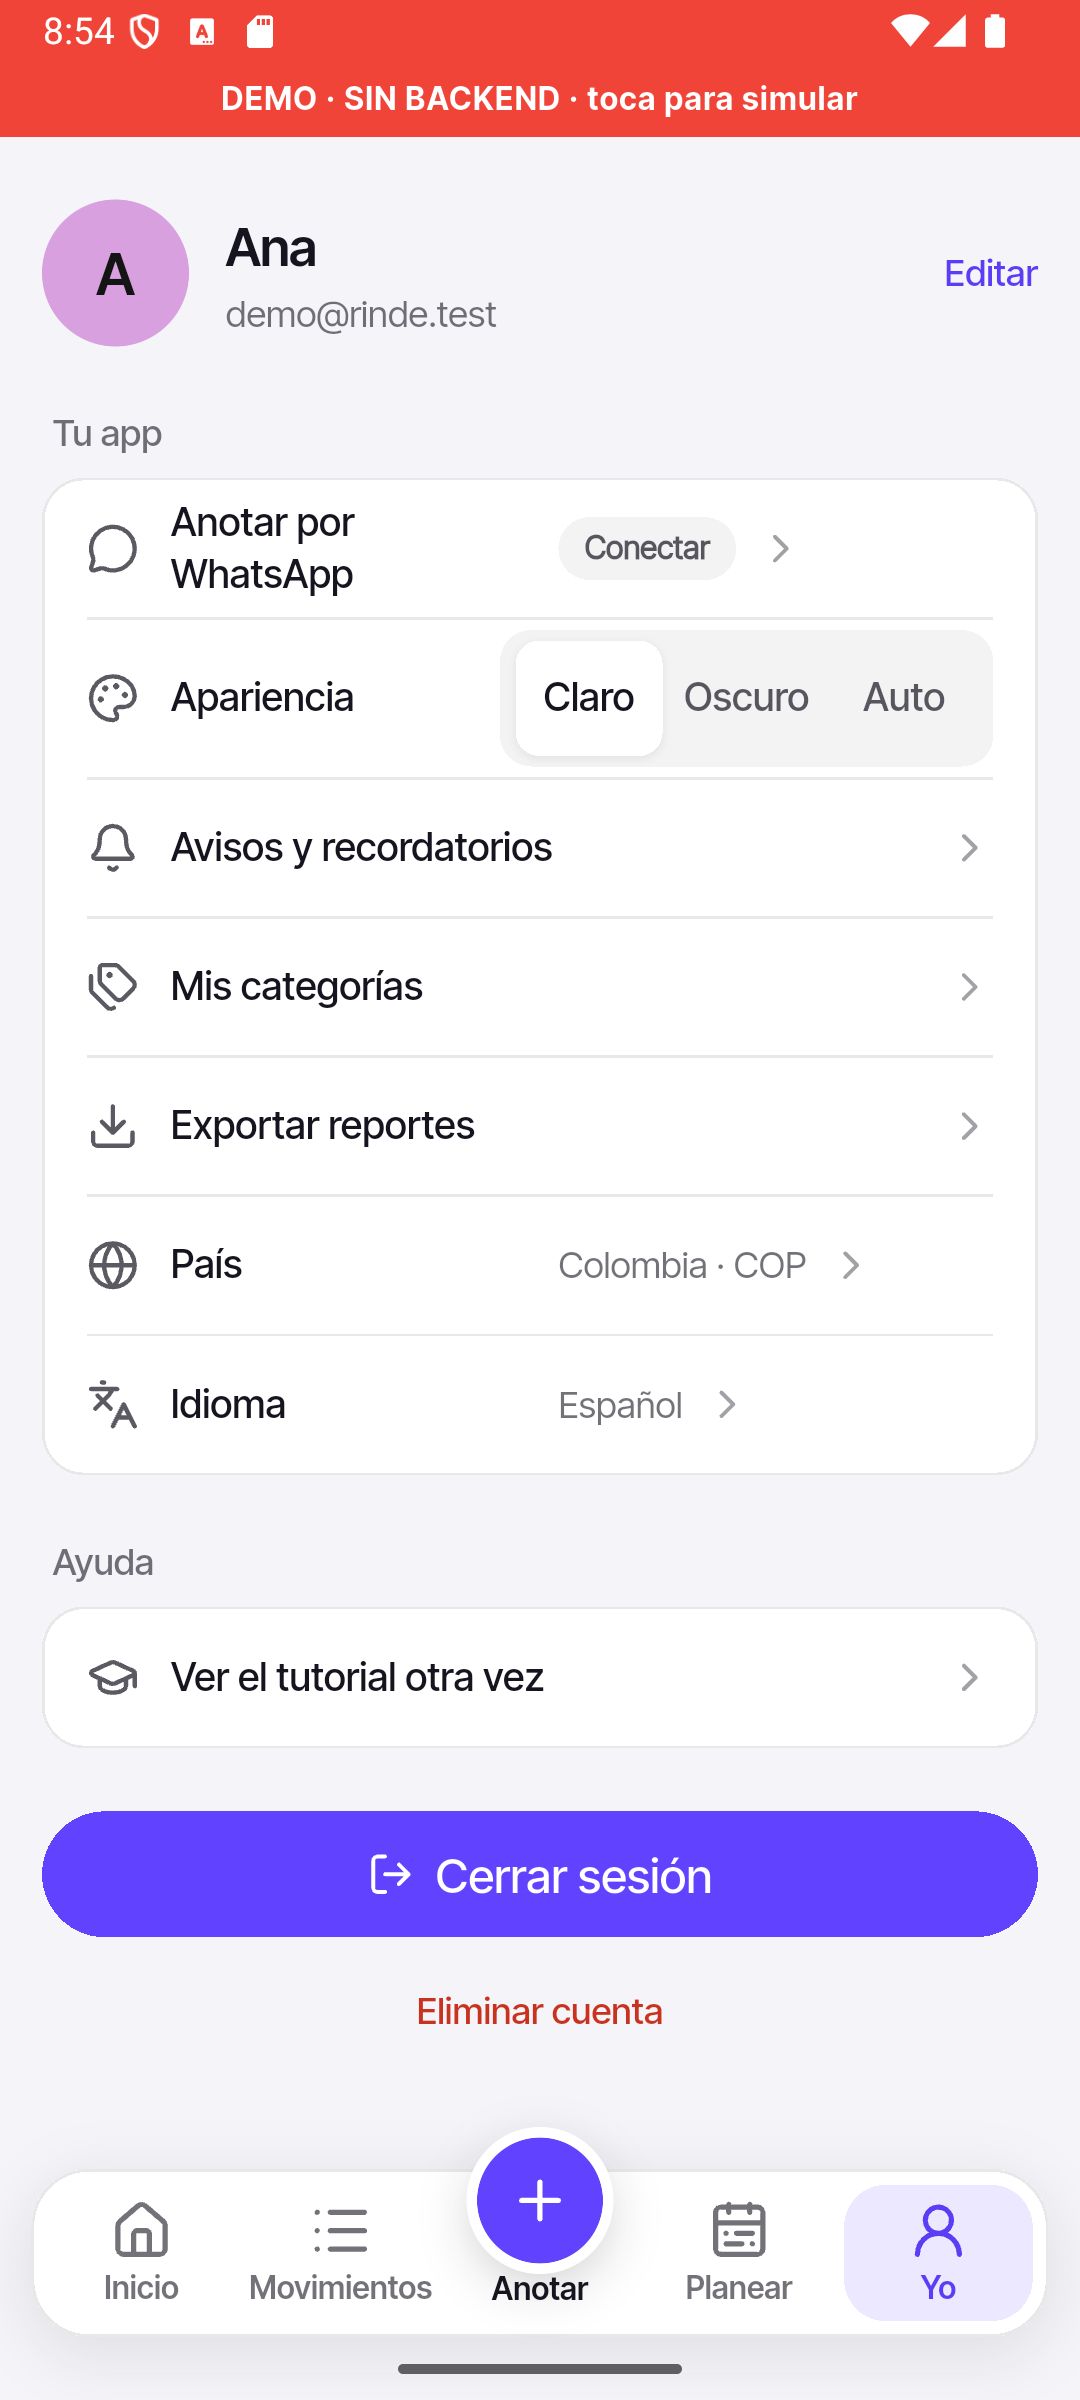 8:54
DEMO · SIN BACKEND · toca para simular
A
Ana
demo@rinde.test
Editar
Tu app
Anotar por
WhatsApp
Conectar
Apariencia
Claro
Oscuro
Auto
Avisos y recordatorios
Mis categorías
Exportar reportes
País
Colombia · COP
Idioma
Español
Ayuda
Ver el tutorial otra vez
Cerrar sesión
Eliminar cuenta
Inicio
Movimientos
Anotar
Planear
Yo